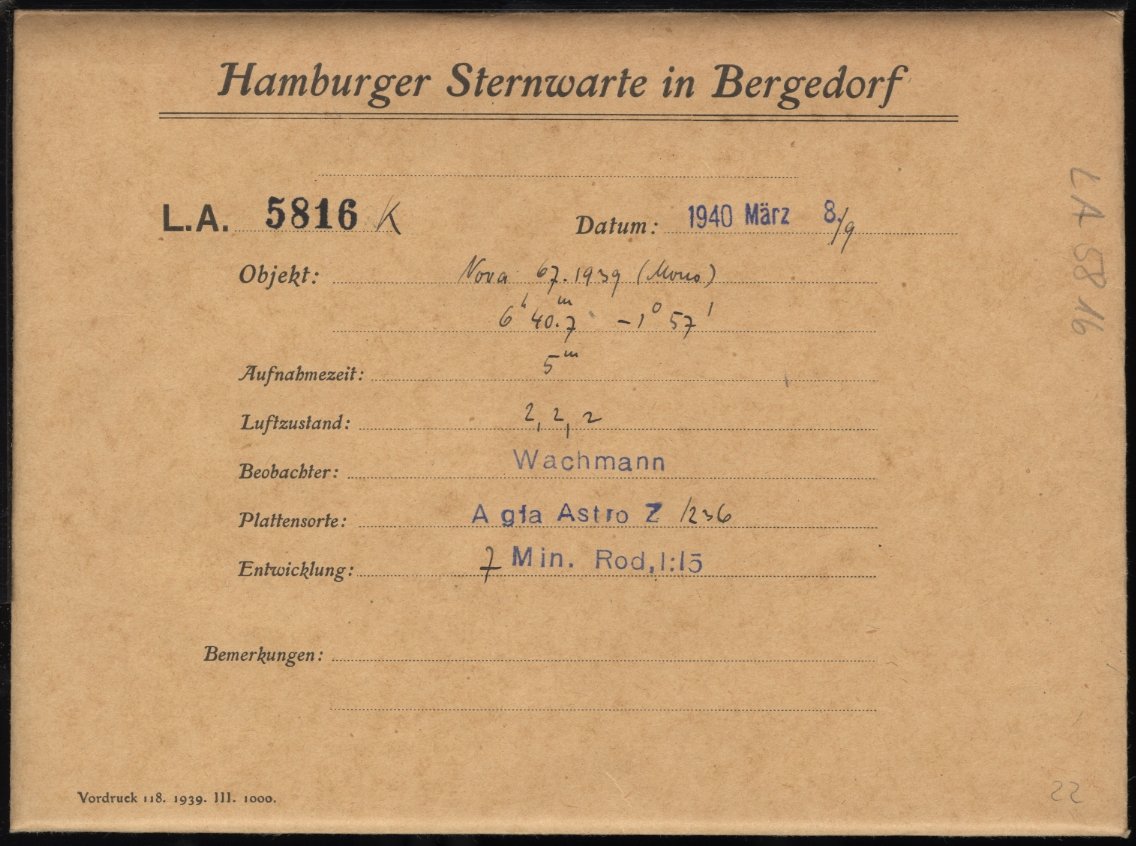 Hamburger Sternwarte in Bergedorf
L.A. 5816 K Datum: 1940 März 8./9
Objekt: Nova 67.1939 (Mono)
6ʰ 40.7ᵐ -1° 57'
Aufnahmezeit: 5ᵐ
Luftzustand: 2, 2, 2
Beobachter: Wachmann
Plattensorte: Agfa Astro Z /236
Entwicklung: 7 Min. Rod, 1:15
Bemerkungen:
Vordruck 118. 1939. III. 1000.
LA 5816
22